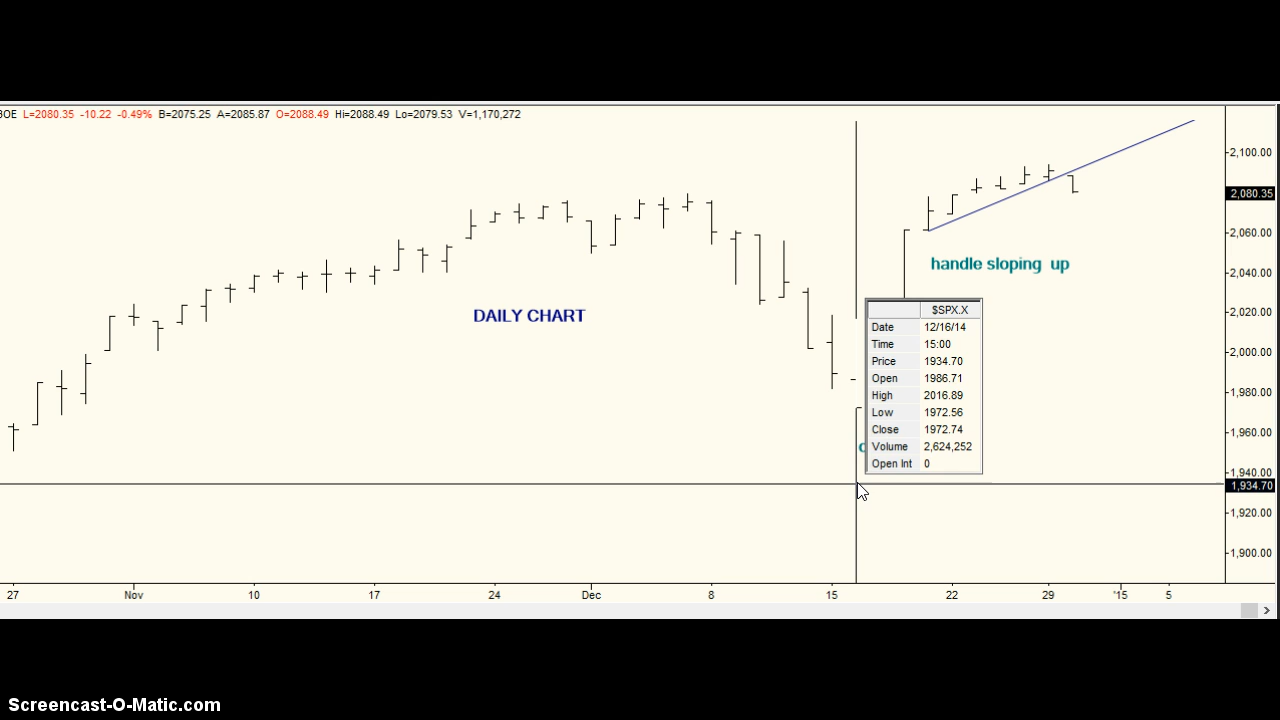 BOE L=2080.35 -10.22 -0.49% B=2075.25 A=2085.87 O=2088.49 Hi=2088.49 Lo=2079.53 V=1,170,272
2,100.00
2,080.35
2,060.00
handle sloping up
2,040.00
$SPX.X
DAILY CHART
2,020.00
Date 12/16/14
Time 15:00
2,000.00
Price 1934.70
Open 1986.71
1,980.00
High 2016.89
Low 1972.56
Close 1972.74
1,960.00
Volume 2,624,252
Open Int 0
1,940.00
1,934.70
1,920.00
1,900.00
27 Nov 10 17 24 Dec 8 15 22 29 '15 5
Screencast-O-Matic.com